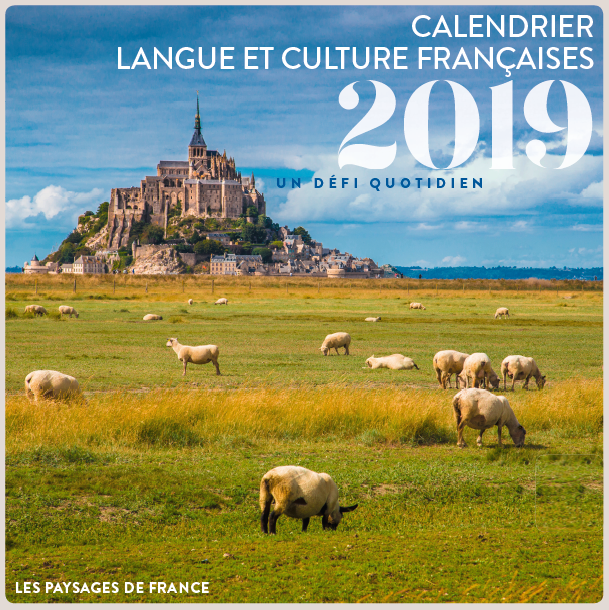 CALENDRIER
LANGUE ET CULTURE FRANÇAISES
2019
UN DÉFI QUOTIDIEN
LES PAYSAGES DE FRANCE